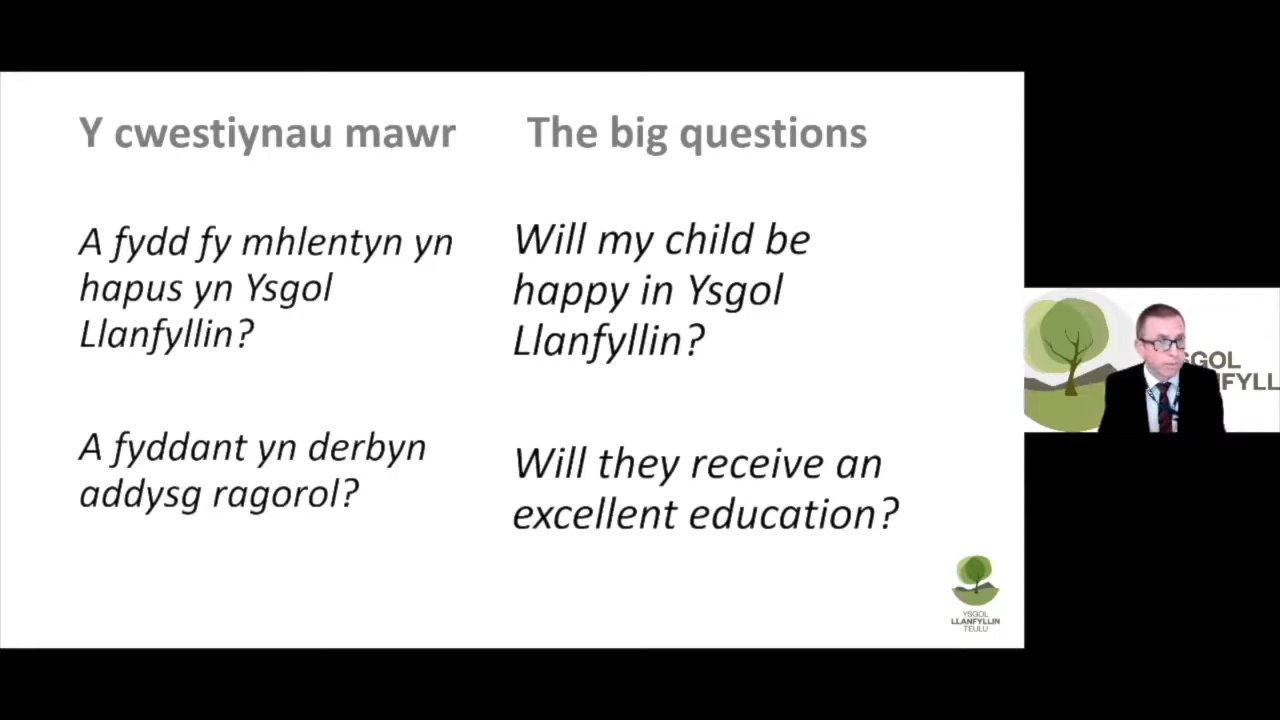 Y cwestiynau mawr
A fydd fy mhlentyn yn
hapus yn Ysgol
Llanfyllin?
A fyddant yn derbyn
addysg ragorol?
The big questions
Will my child be
happy in Ysgol
Llanfyllin?
Will they receive an
excellent education?
YSGOL
LLANFYLLIN
TEULU